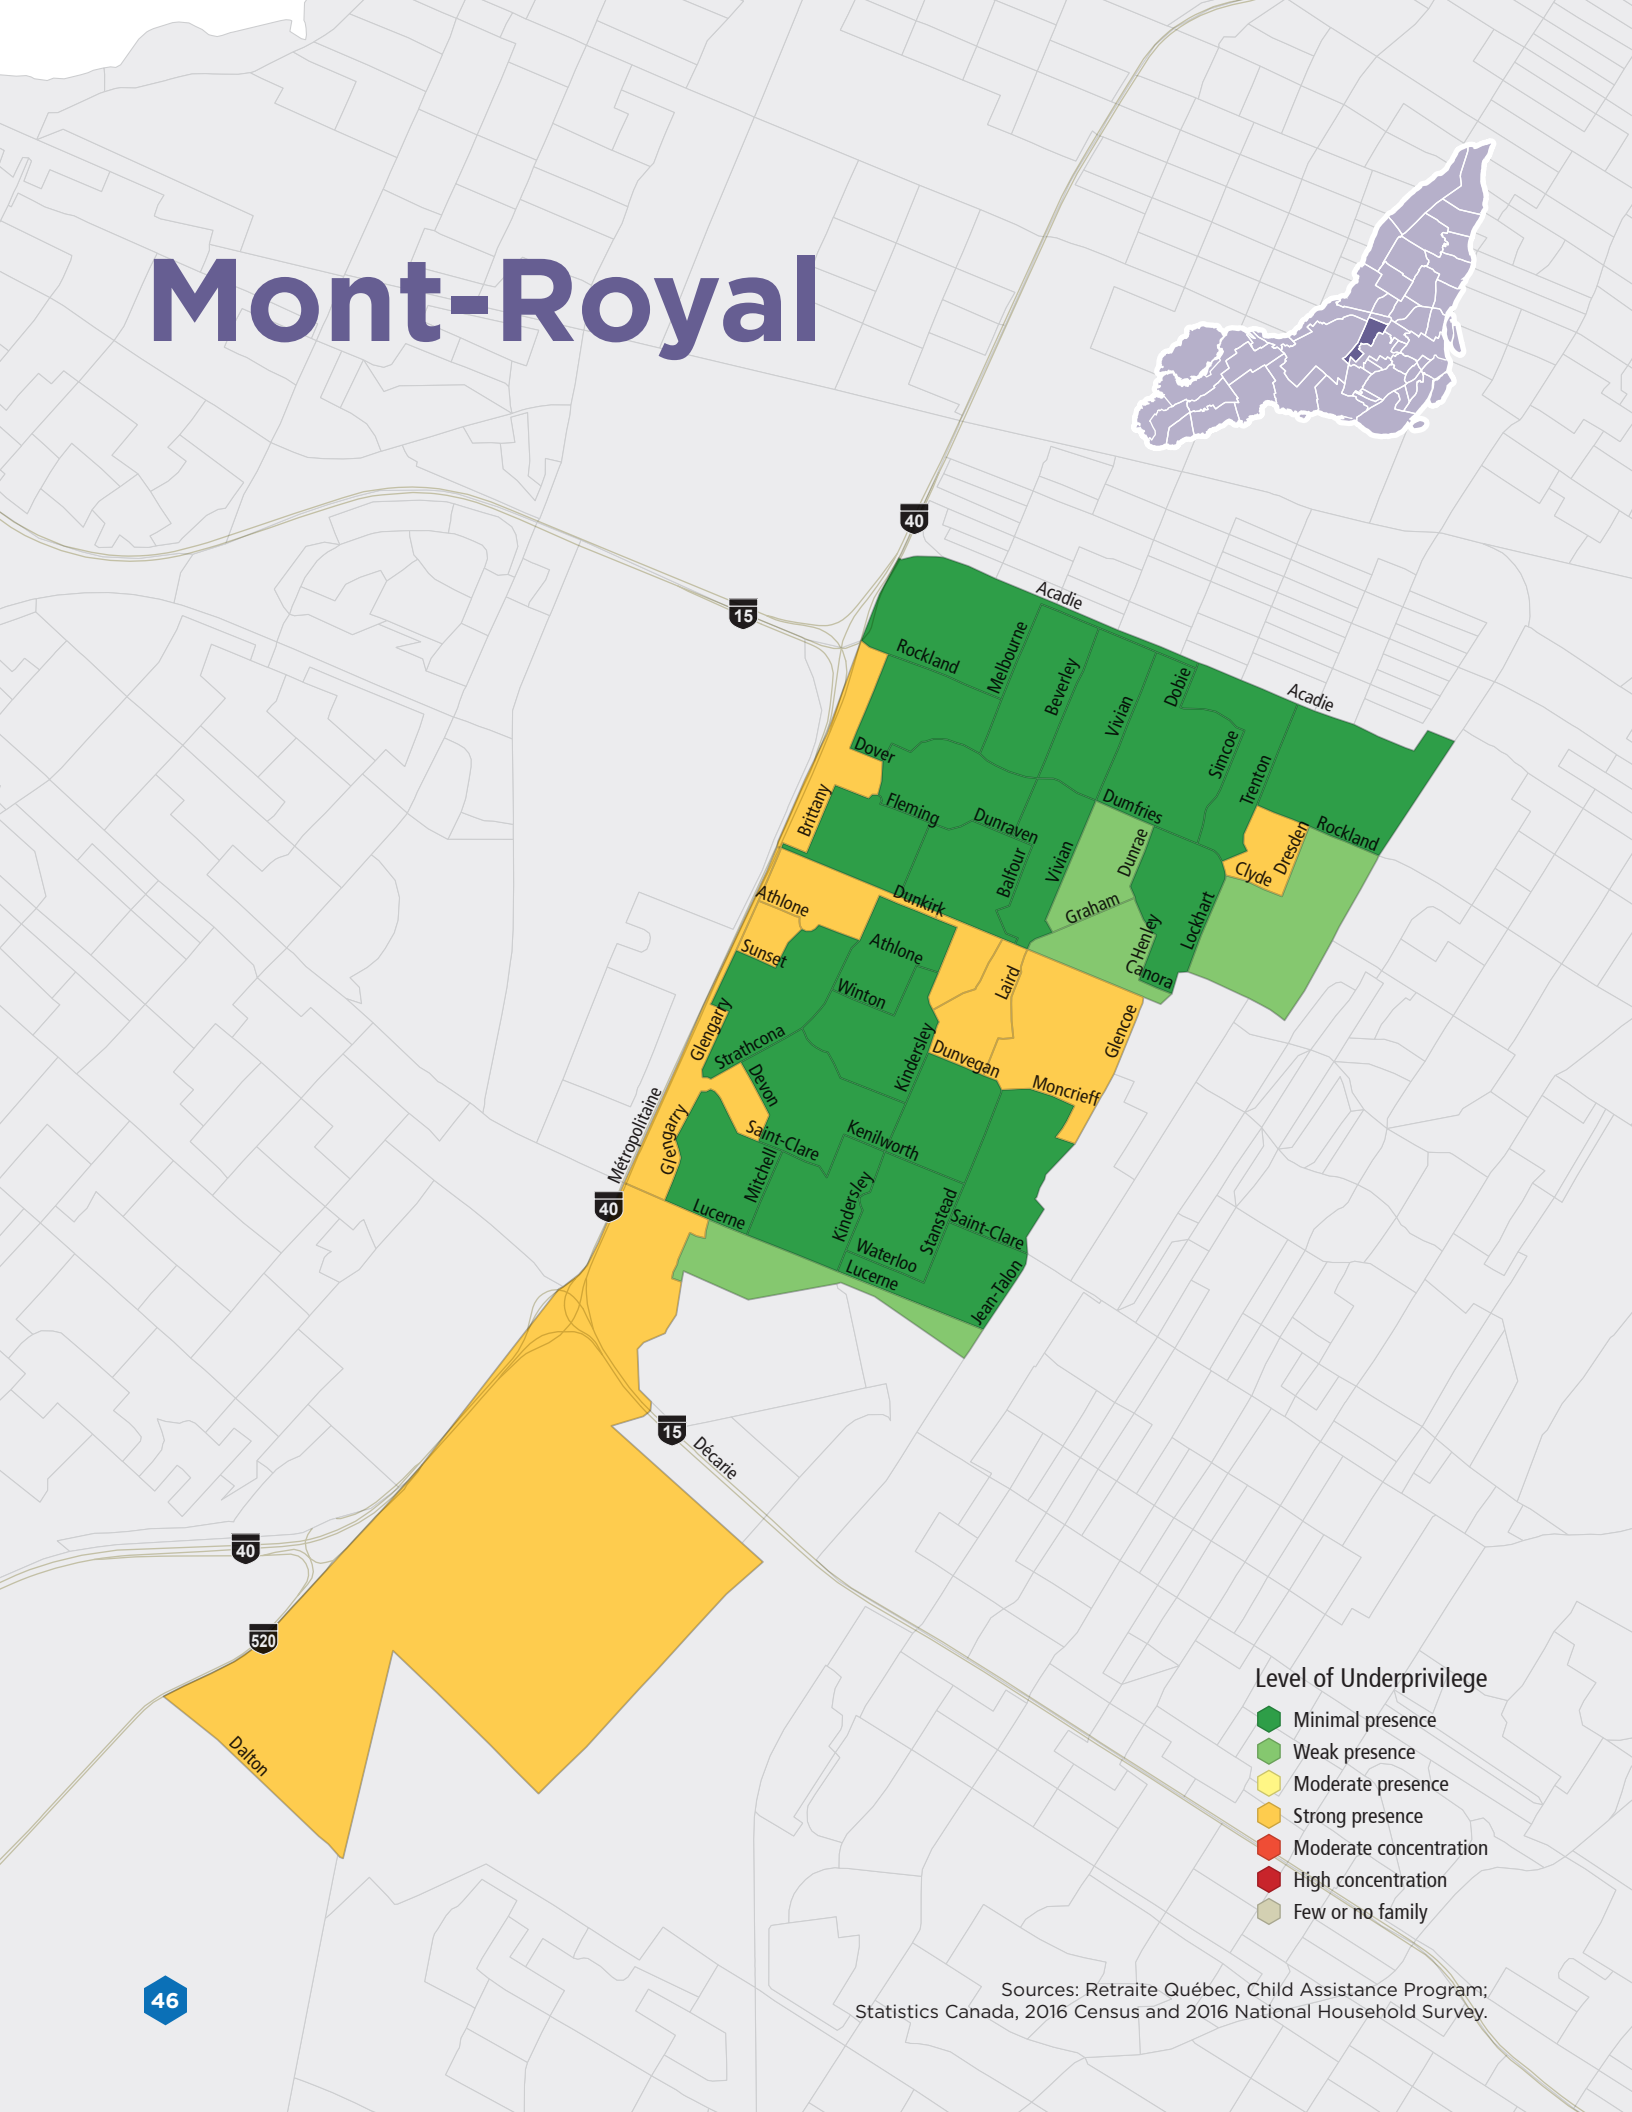 Mont-Royal
40
15
Acadie
Rockland
Melbourne
Beverley
Vivian
Dobie
Acadie
Simcoe
Trenton
Dover
Brittany
Fleming
Dunraven
Dumfries
Rockland
Dresden
Clyde
Dunrae
Balfour
Vivian
Graham
Henley
Lockhart
Canora
Dunkirk
Athlone
Sunset
Athlone
Winton
Laird
Glengarry
Strathcona
Kindersley
Dunvegan
Glencoe
Moncrieff
Devon
Métropolitaine
Glengarry
Saint-Clare
Kenilworth
Mitchell
Kindersley
Stanstead
Saint-Clare
Lucerne
Waterloo
Lucerne
Jean-Talon
40
15
Décarie
40
520
Dalton
Level of Underprivilege
Minimal presence
Weak presence
Moderate presence
Strong presence
Moderate concentration
High concentration
Few or no family
46
Sources: Retraite Québec, Child Assistance Program;
Statistics Canada, 2016 Census and 2016 National Household Survey.